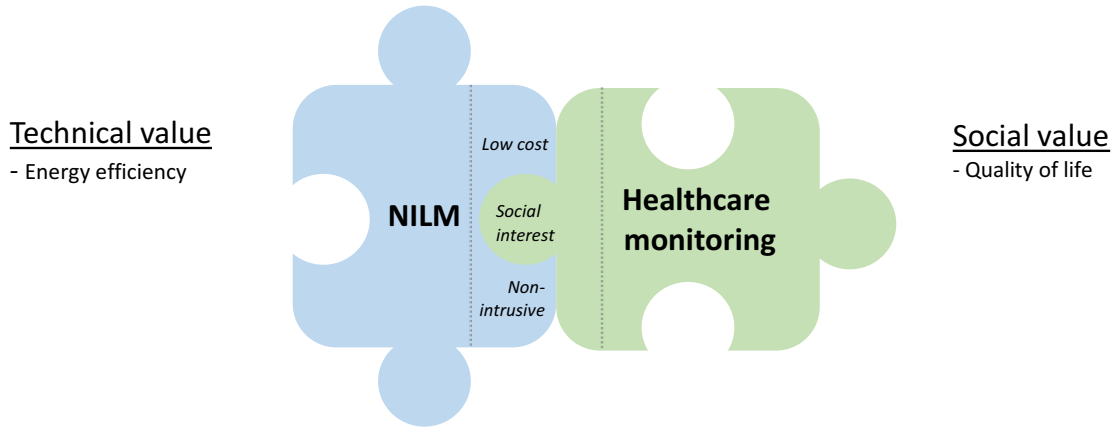 Technical value
- Energy efficiency
NILM
Low cost
Social
interest
Non-
intrusive
Healthcare
monitoring
Social value
- Quality of life